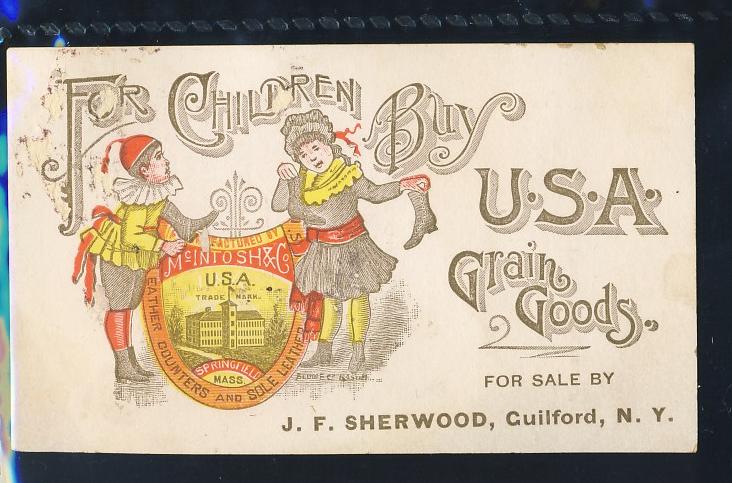 FOR CHILDREN BUY
U.S.A.
Grain
Goods.
FACTURED BY
McINTOSH & Co
U.S.A.
TRADE MARK.
SPRINGFIELD
MASS.
EATHER COUNTERS AND SOLE LEATHER
FOR SALE BY
J. F. SHERWOOD, Guilford, N. Y.